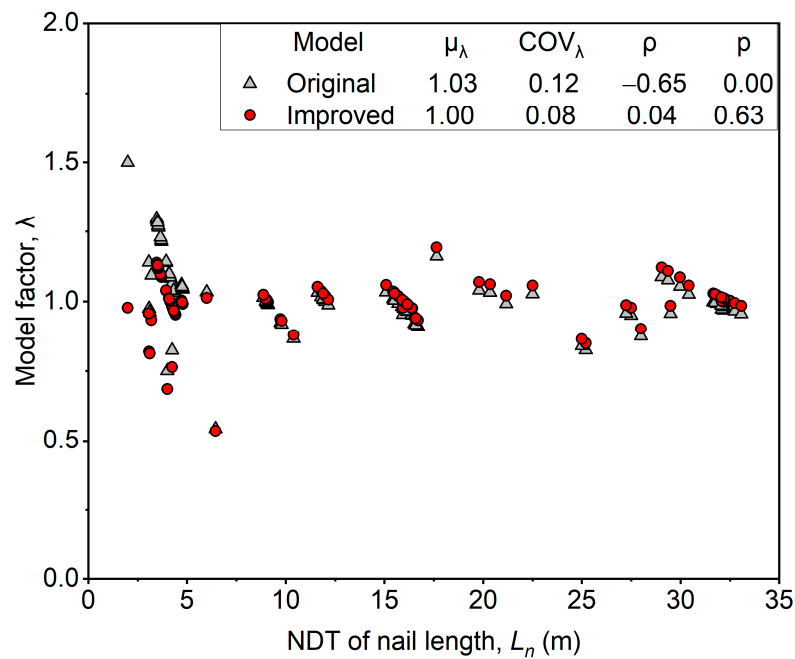 2.0
Model μλ COVλ ρ p
Original 1.03 0.12 −0.65 0.00
Improved 1.00 0.08 0.04 0.63
1.5
1.0
0.5
0.0
Model factor, λ
0 5 10 15 20 25 30 35
NDT of nail length, Ln (m)